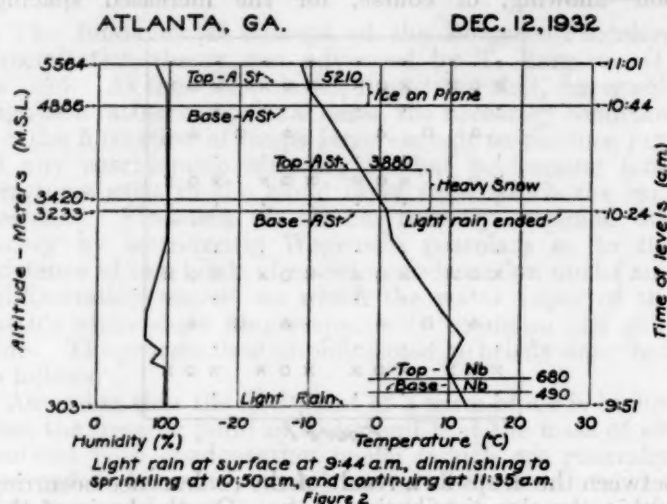 ATLANTA, GA. DEC. 12, 1932
5564 Top-A St. 5210 11:01
Ice on Plane
4886 Base-ASt 10:44
Top-ASt. 3880
Heavy Snow
3420
3233 Base-ASt Light rain ended 10:24
Top- Nb 680
Base- Nb 490
303 Light Rain 9:51
0 100 -10 0 10 20 30
Humidity (%) Temperature (°C)
Altitude - Meters (M.S.L.)
Time of levels (a.m.)
Light rain at surface at 9:44 a.m., diminishing to
sprinkling at 10:50 a.m. and continuing at 11:35 a.m.
Figure 2